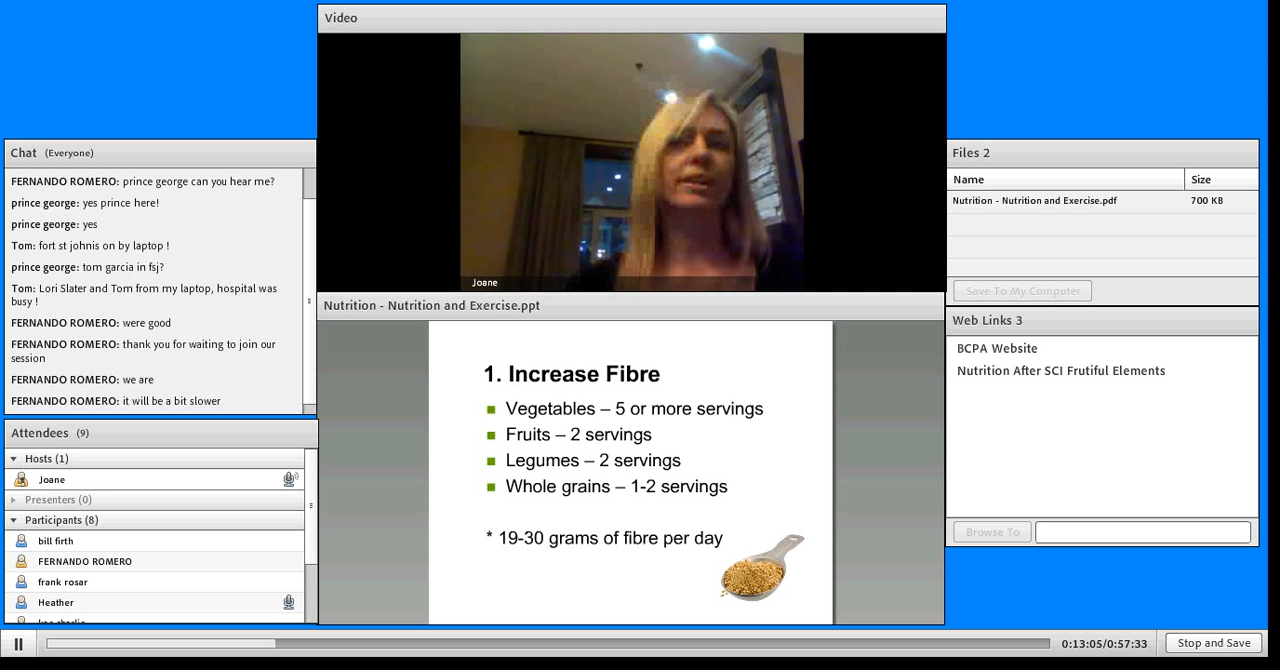 Video
Joane
Chat (Everyone)
FERNANDO ROMERO: prince george can you hear me?
prince george: yes prince here!
prince george: yes
Tom: fort st johnis on by laptop !
prince george: tom garcia in fsj?
Tom: Lori Slater and Tom from my laptop, hospital was
busy !
FERNANDO ROMERO: were good
FERNANDO ROMERO: thank you for waiting to join our
session
FERNANDO ROMERO: we are
FERNANDO ROMERO: it will be a bit slower
Attendees (9)
Hosts (1)
Joane
Presenters (0)
Participants (8)
bill firth
FERNANDO ROMERO
frank rosar
Heather
Nutrition - Nutrition and Exercise.ppt
1. Increase Fibre
Vegetables – 5 or more servings
Fruits – 2 servings
Legumes – 2 servings
Whole grains – 1-2 servings
* 19-30 grams of fibre per day
Files 2
Name Size
Nutrition - Nutrition and Exercise.pdf 700 KB
Save To My Computer
Web Links 3
BCPA Website
Nutrition After SCI Frutiful Elements
Browse To
0:13:05/0:57:33
Stop and Save